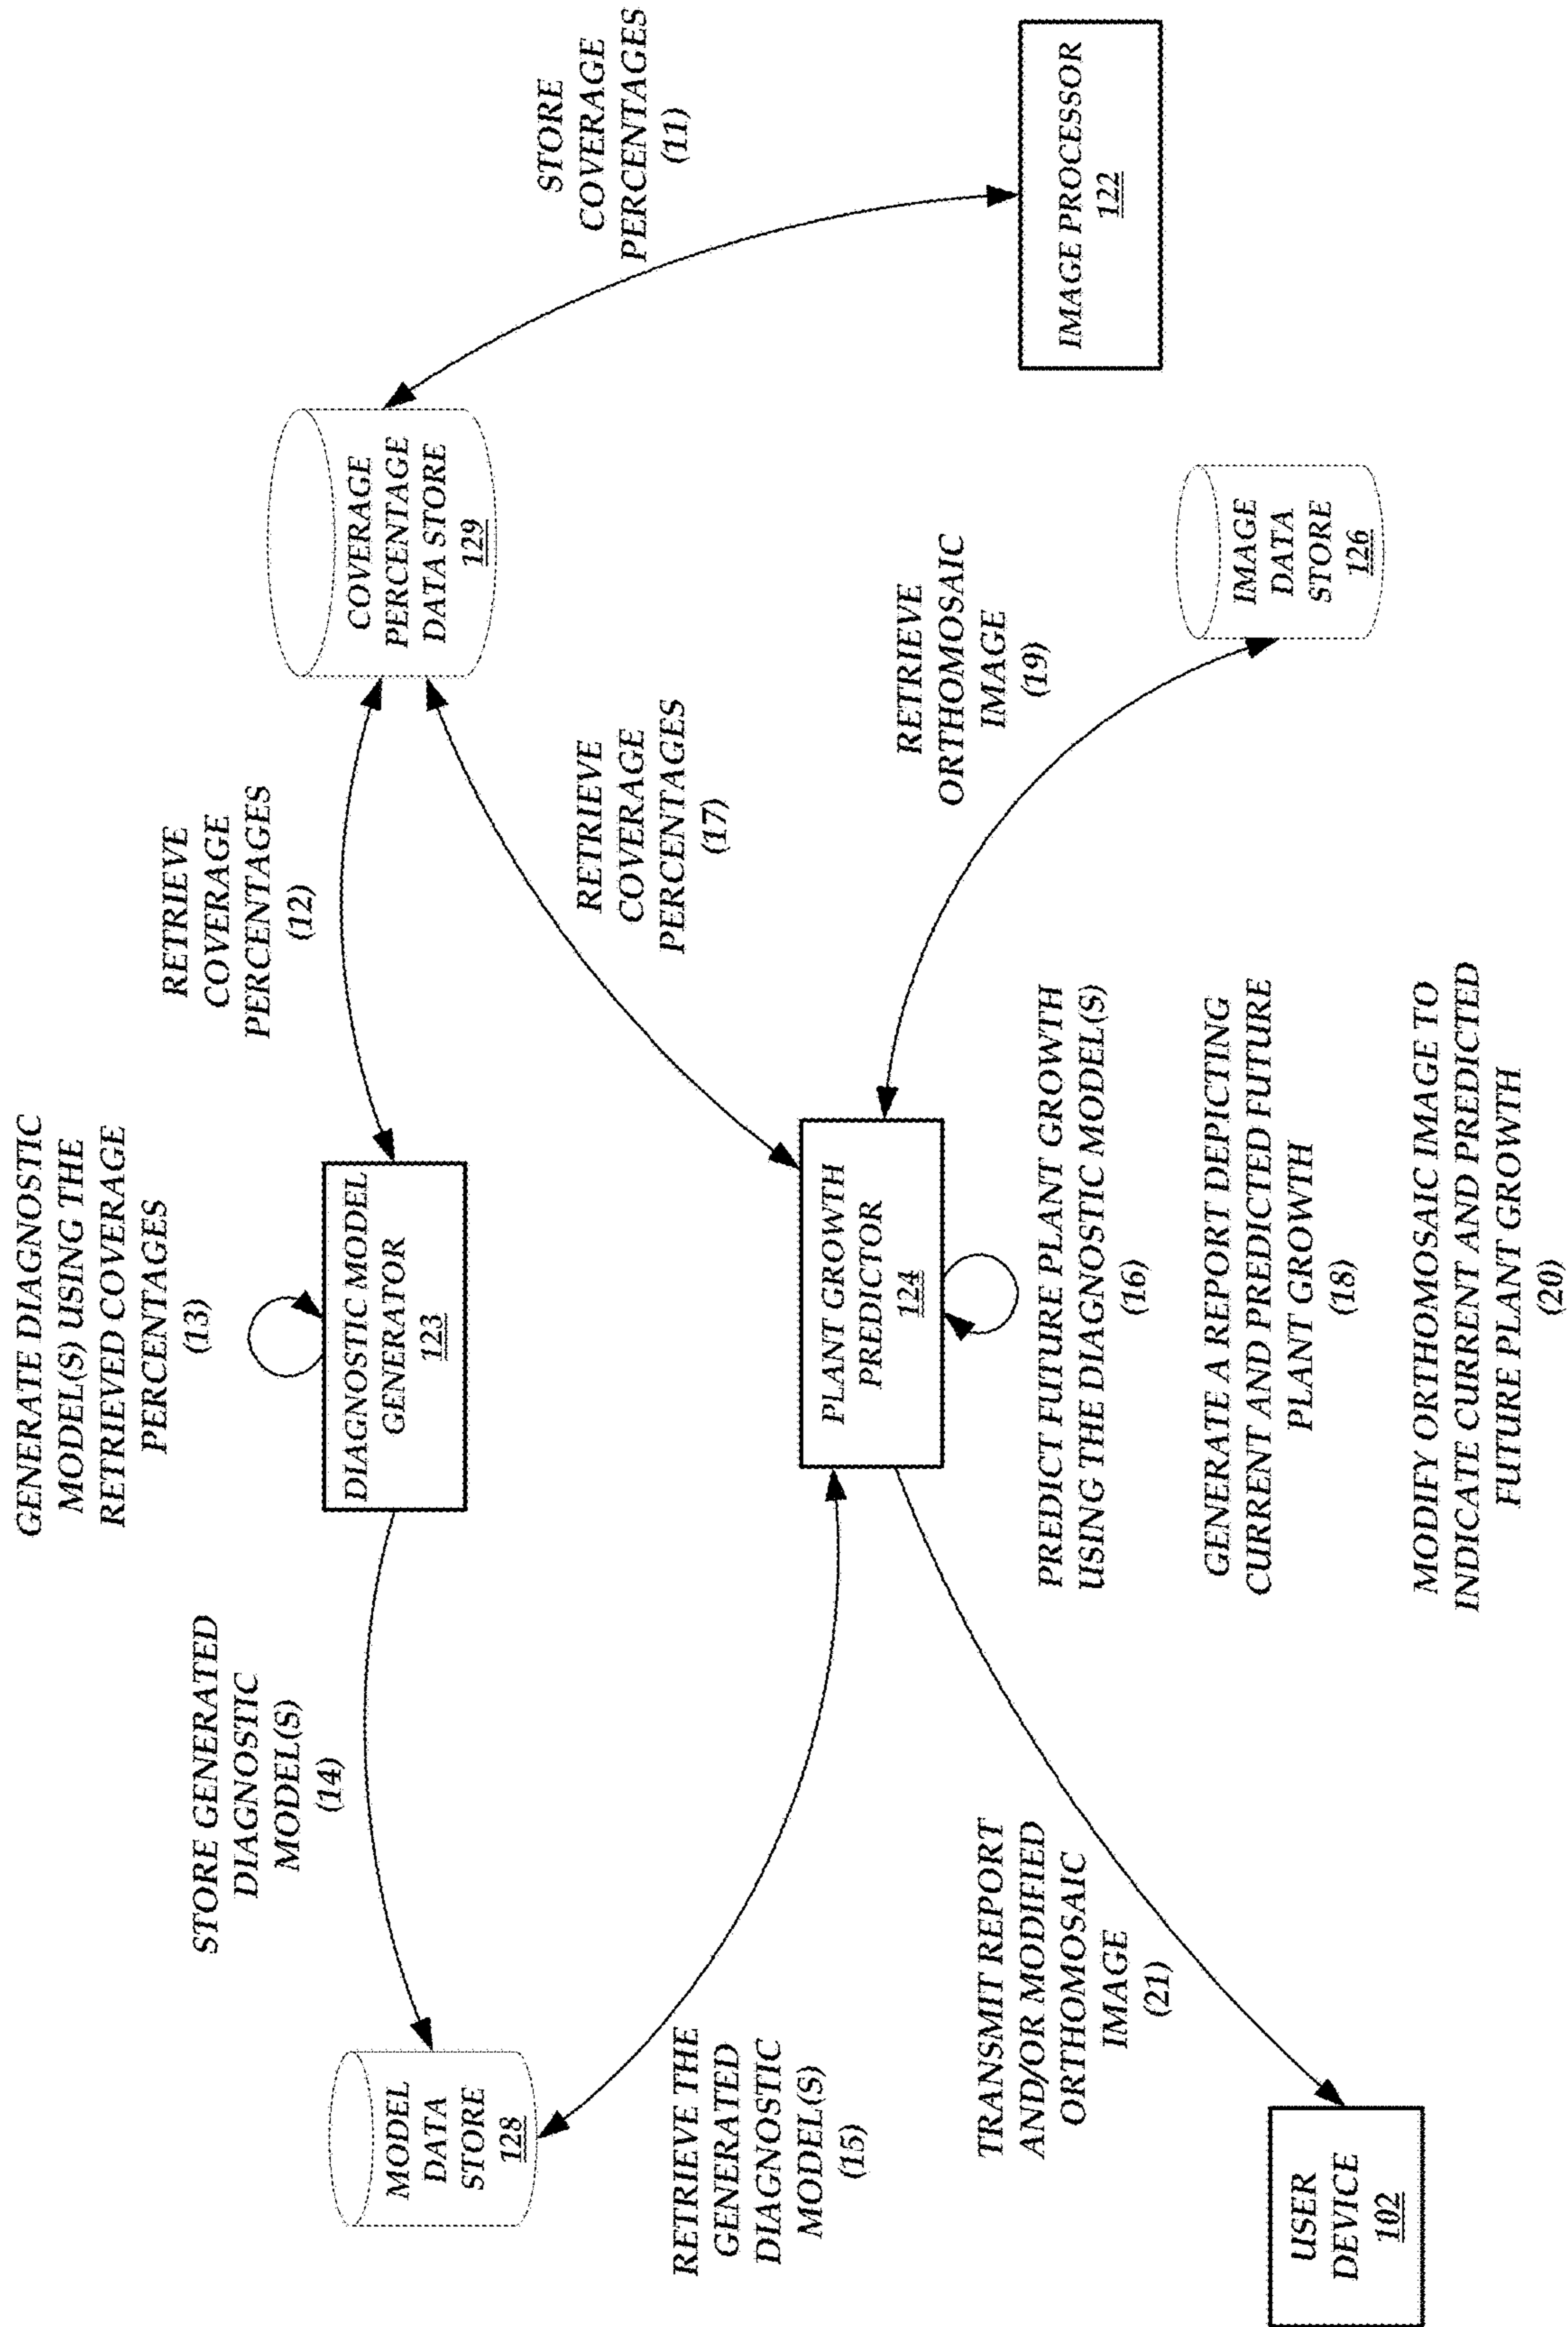 GENERATE DIAGNOSTIC
MODEL(S) USING THE
RETRIEVED COVERAGE
PERCENTAGES
(13)
STORE GENERATED
DIAGNOSTIC
MODEL(S)
(14)
RETRIEVE
COVERAGE
PERCENTAGES
(12)
MODEL
DATA
STORE
128
DIAGNOSTIC MODEL
GENERATOR
123
COVERAGE
PERCENTAGE
DATA STORE
129
STORE
COVERAGE
PERCENTAGES
(11)
RETRIEVE THE
GENERATED
DIAGNOSTIC
MODEL(S)
(15)
RETRIEVE
COVERAGE
PERCENTAGES
(17)
PLANT GROWTH
PREDICTOR
124
RETRIEVE
ORTHOMOSAIC
IMAGE
(19)
IMAGE PROCESSOR
122
TRANSMIT REPORT
AND/OR MODIFIED
ORTHOMOSAIC
IMAGE
(21)
PREDICT FUTURE PLANT GROWTH
USING THE DIAGNOSTIC MODEL(S)
(16)
GENERATE A REPORT DEPICTING
CURRENT AND PREDICTED FUTURE
PLANT GROWTH
(18)
MODIFY ORTHOMOSAIC IMAGE TO
INDICATE CURRENT AND PREDICTED
FUTURE PLANT GROWTH
(20)
IMAGE
DATA
STORE
126
USER
DEVICE
102